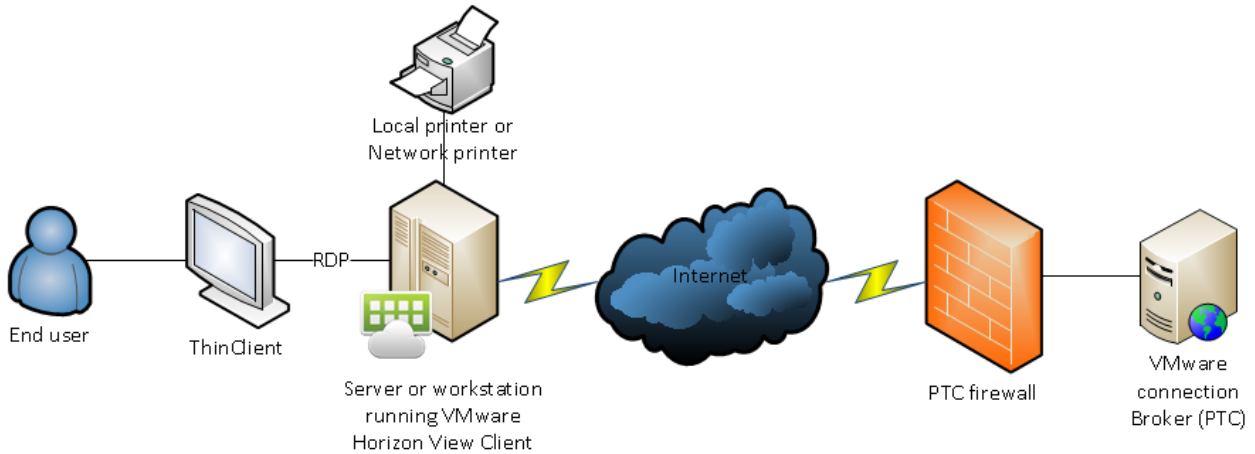 Local printer or
Network printer
End user
ThinClient
RDP
Server or workstation
running VMware
Horizon View Client
Internet
PTC firewall
VMware
connection
Broker (PTC)